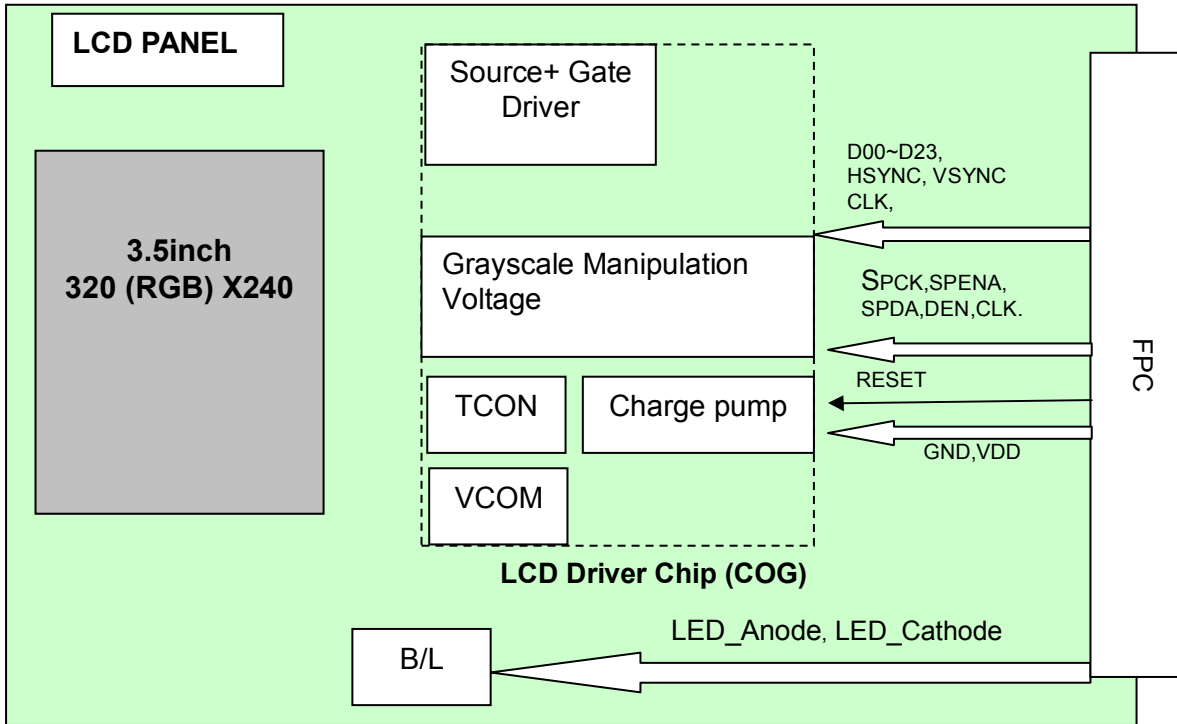 LCD PANEL
Source+ Gate
Driver
D00~D23,
HSYNC, VSYNC
CLK,
3.5inch
320 (RGB) X240
Grayscale Manipulation
Voltage
SPCK,SPENA,
SPDA,DEN,CLK.
FPC
RESET
TCON
Charge pump
GND,VDD
VCOM
LCD Driver Chip (COG)
LED_Anode, LED_Cathode
B/L